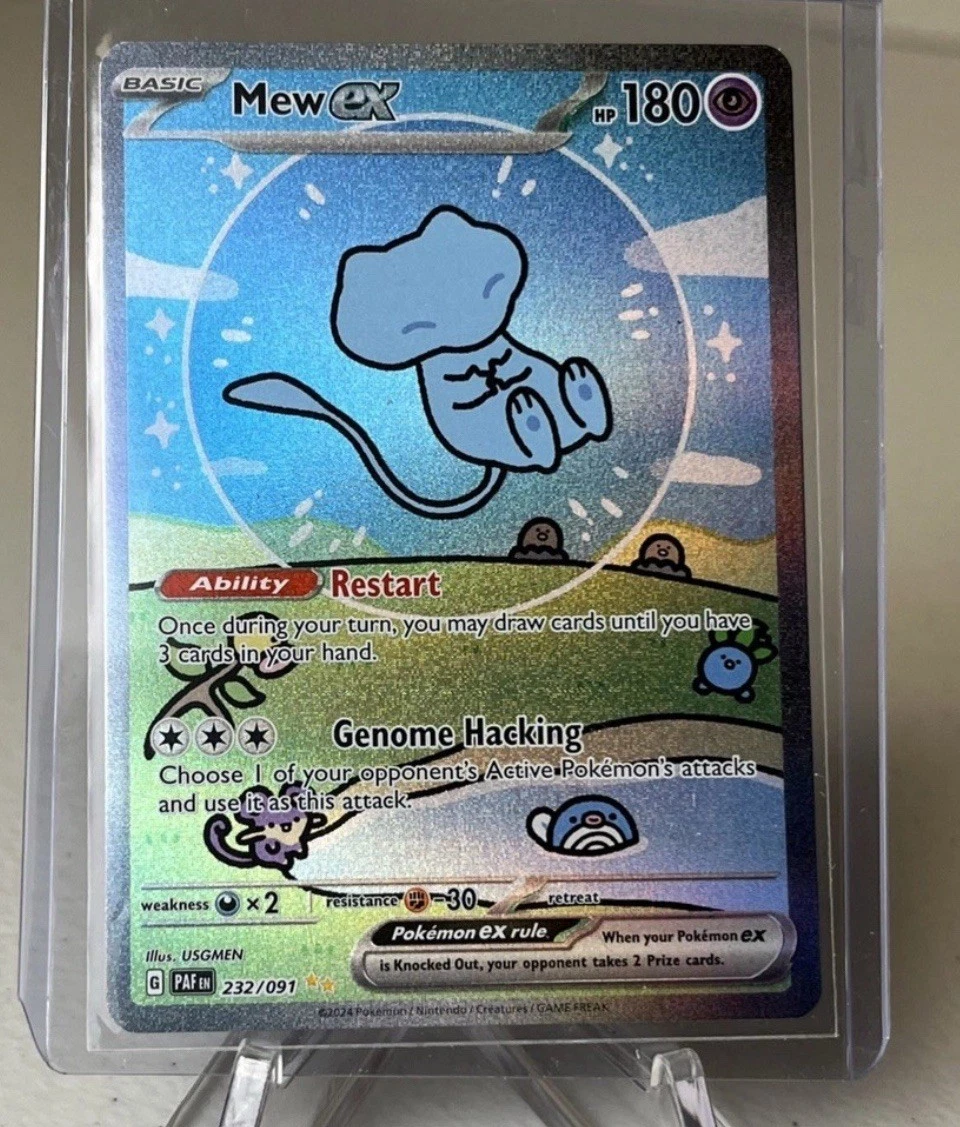 BASIC Mew ex HP 180
Ability Restart
Once during your turn, you may draw cards until you have
3 cards in your hand.
Genome Hacking
Choose 1 of your opponent's Active Pokémon's attacks
and use it as this attack.
weakness ×2 resistance -30 retreat
Pokémon ex rule When your Pokémon ex
is Knocked Out, your opponent takes 2 Prize cards.
Illus. USGMEN
G PAF EN 232/091
©2024 Pokémon / Nintendo / Creatures / GAME FREAK